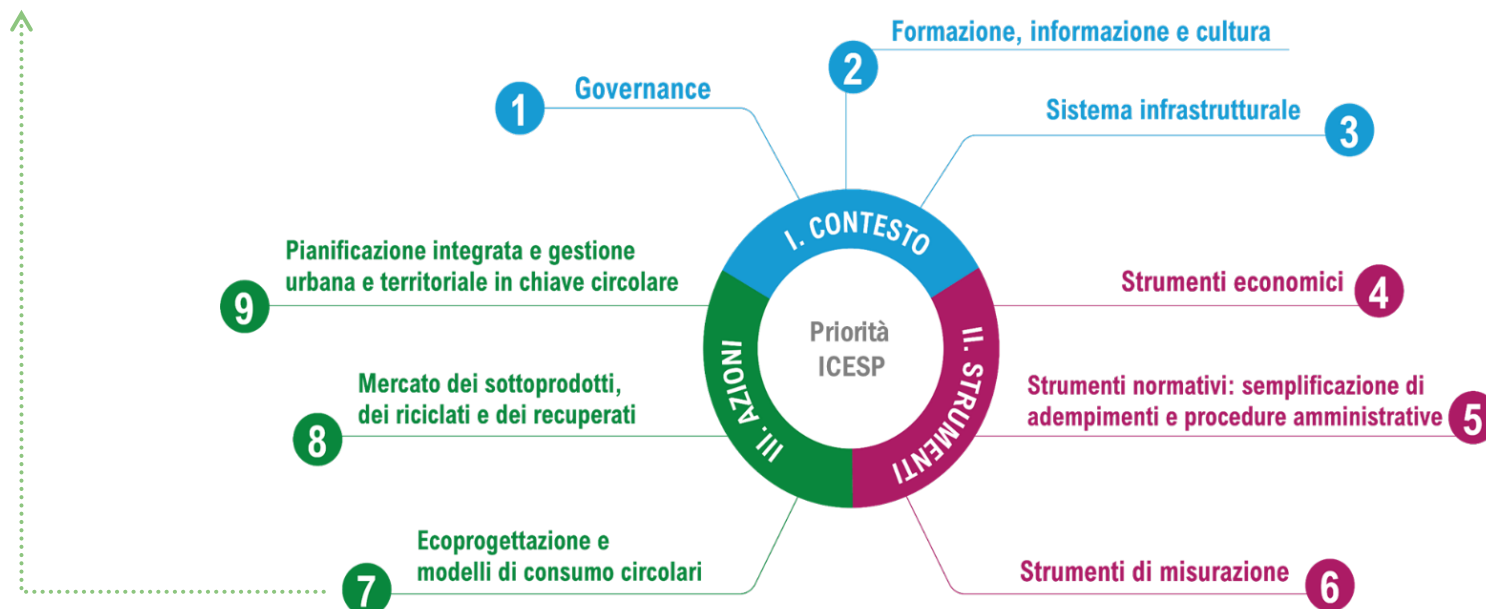 1
Governance
2
Formazione, informazione e cultura
3
Sistema infrastrutturale
4
Strumenti economici
5
Strumenti normativi: semplificazione di
adempimenti e procedure amministrative
6
Strumenti di misurazione
7
Ecoprogettazione e
modelli di consumo circolari
8
Mercato dei sottoprodotti,
dei riciclati e dei recuperati
9
Pianificazione integrata e gestione
urbana e territoriale in chiave circolare
I. CONTESTO
II. STRUMENTI
III. AZIONI
Priorità
ICESP